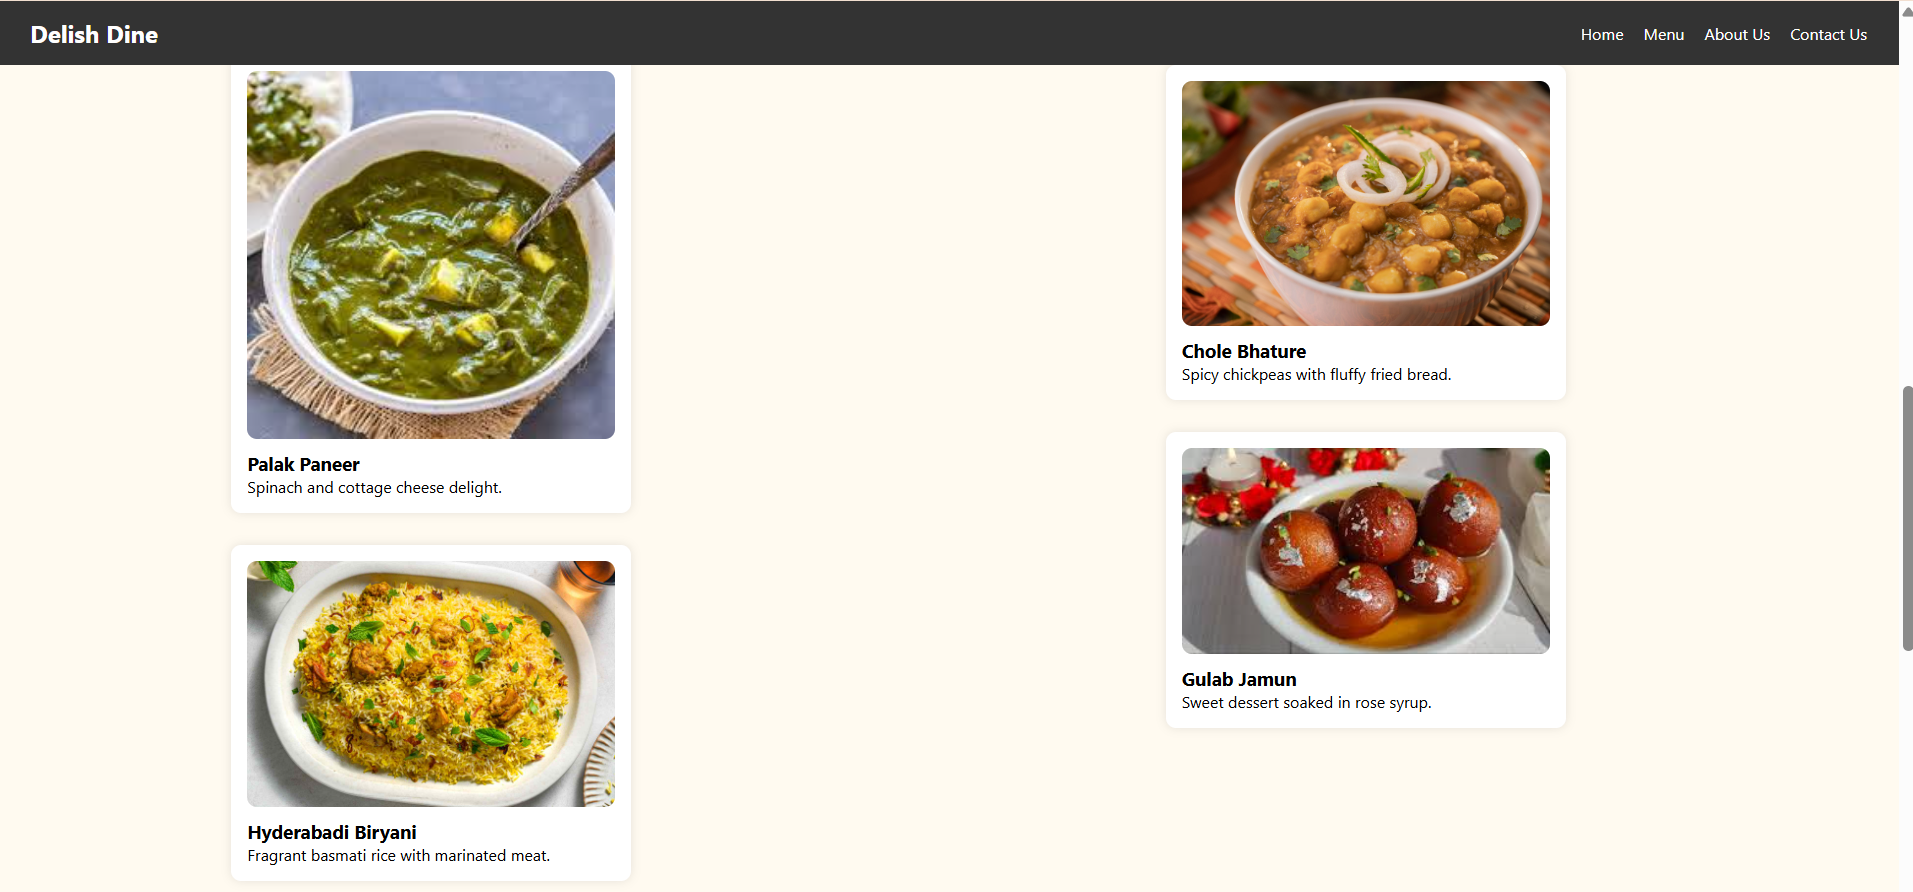 Delish Dine
Home Menu About Us Contact Us
Palak Paneer
Spinach and cottage cheese delight.
Hyderabadi Biryani
Fragrant basmati rice with marinated meat.
Chole Bhature
Spicy chickpeas with fluffy fried bread.
Gulab Jamun
Sweet dessert soaked in rose syrup.